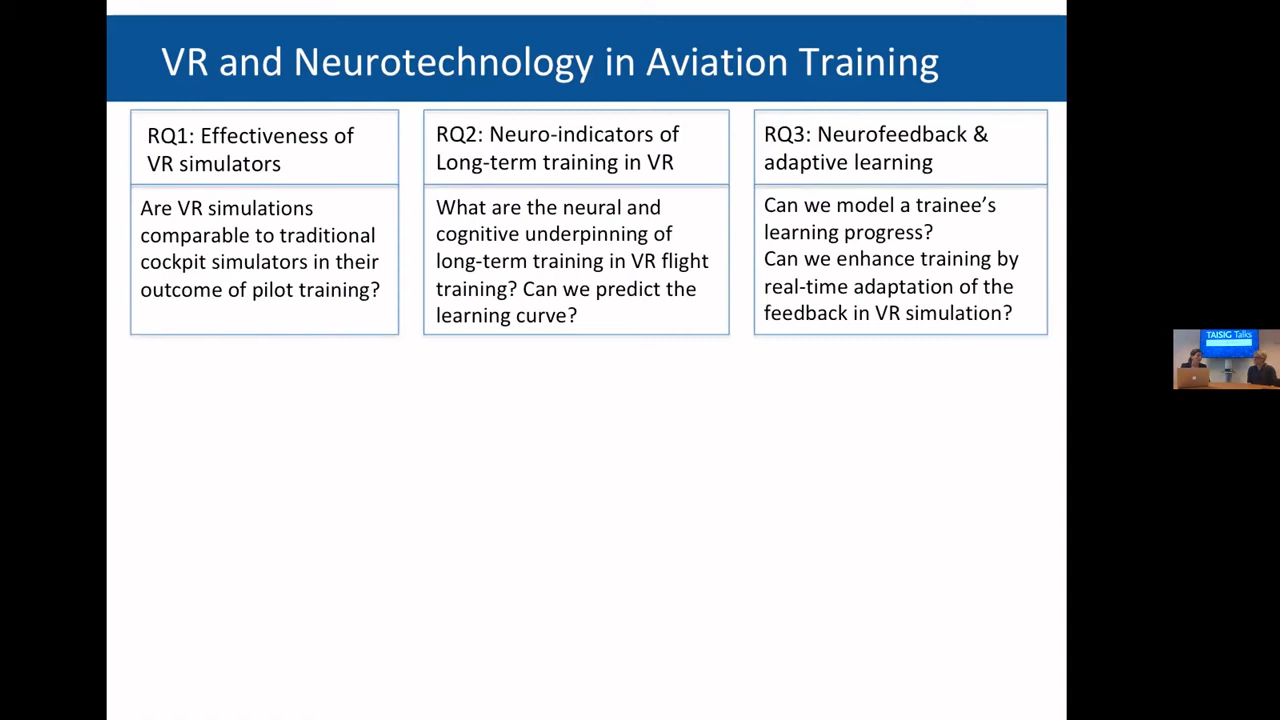 VR and Neurotechnology in Aviation Training
RQ1: Effectiveness of
VR simulators
Are VR simulations
comparable to traditional
cockpit simulators in their
outcome of pilot training?
RQ2: Neuro-indicators of
Long-term training in VR
What are the neural and
cognitive underpinning of
long-term training in VR flight
training? Can we predict the
learning curve?
RQ3: Neurofeedback &
adaptive learning
Can we model a trainee’s
learning progress?
Can we enhance training by
real-time adaptation of the
feedback in VR simulation?
TAISIG Talks